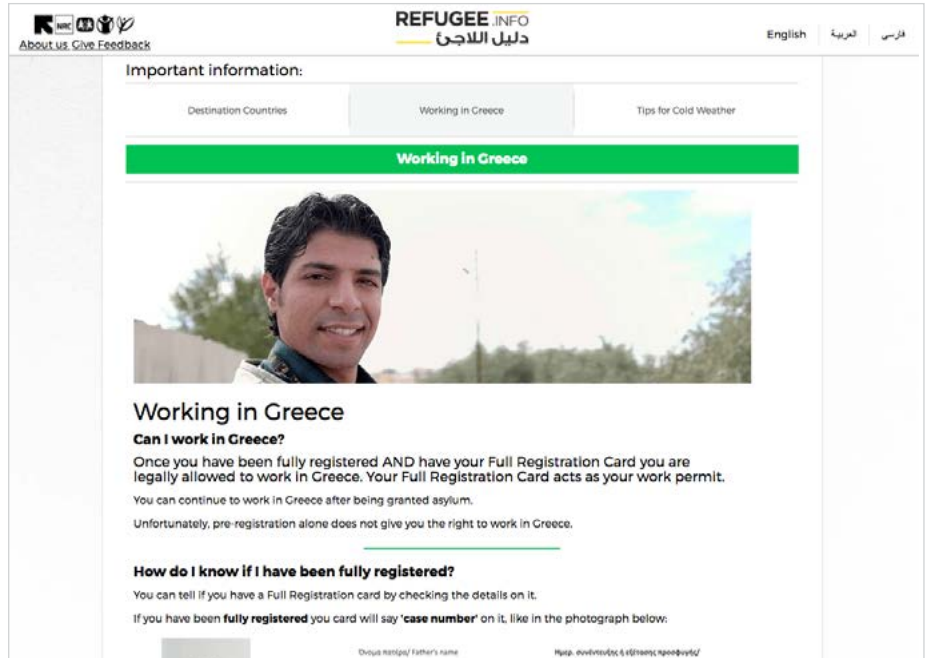 NRC
About us Give Feedback
REFUGEE.INFO
دليل اللاجئ
English العربية فارسی
Important information:
Destination Countries
Working in Greece
Tips for Cold Weather
Working in Greece
Working in Greece
Can I work in Greece?
Once you have been fully registered AND have your Full Registration Card you are
legally allowed to work in Greece. Your Full Registration Card acts as your work permit.
You can continue to work in Greece after being granted asylum.
Unfortunately, pre-registration alone does not give you the right to work in Greece.
How do I know if I have been fully registered?
You can tell if you have a Full Registration card by checking the details on it.
If you have been fully registered you card will say 'case number' on it, like in the photograph below:
Όνομα πατέρα/ Father's name
Ημερ. συνέντευξης ή εξέτασης προσφυγής/